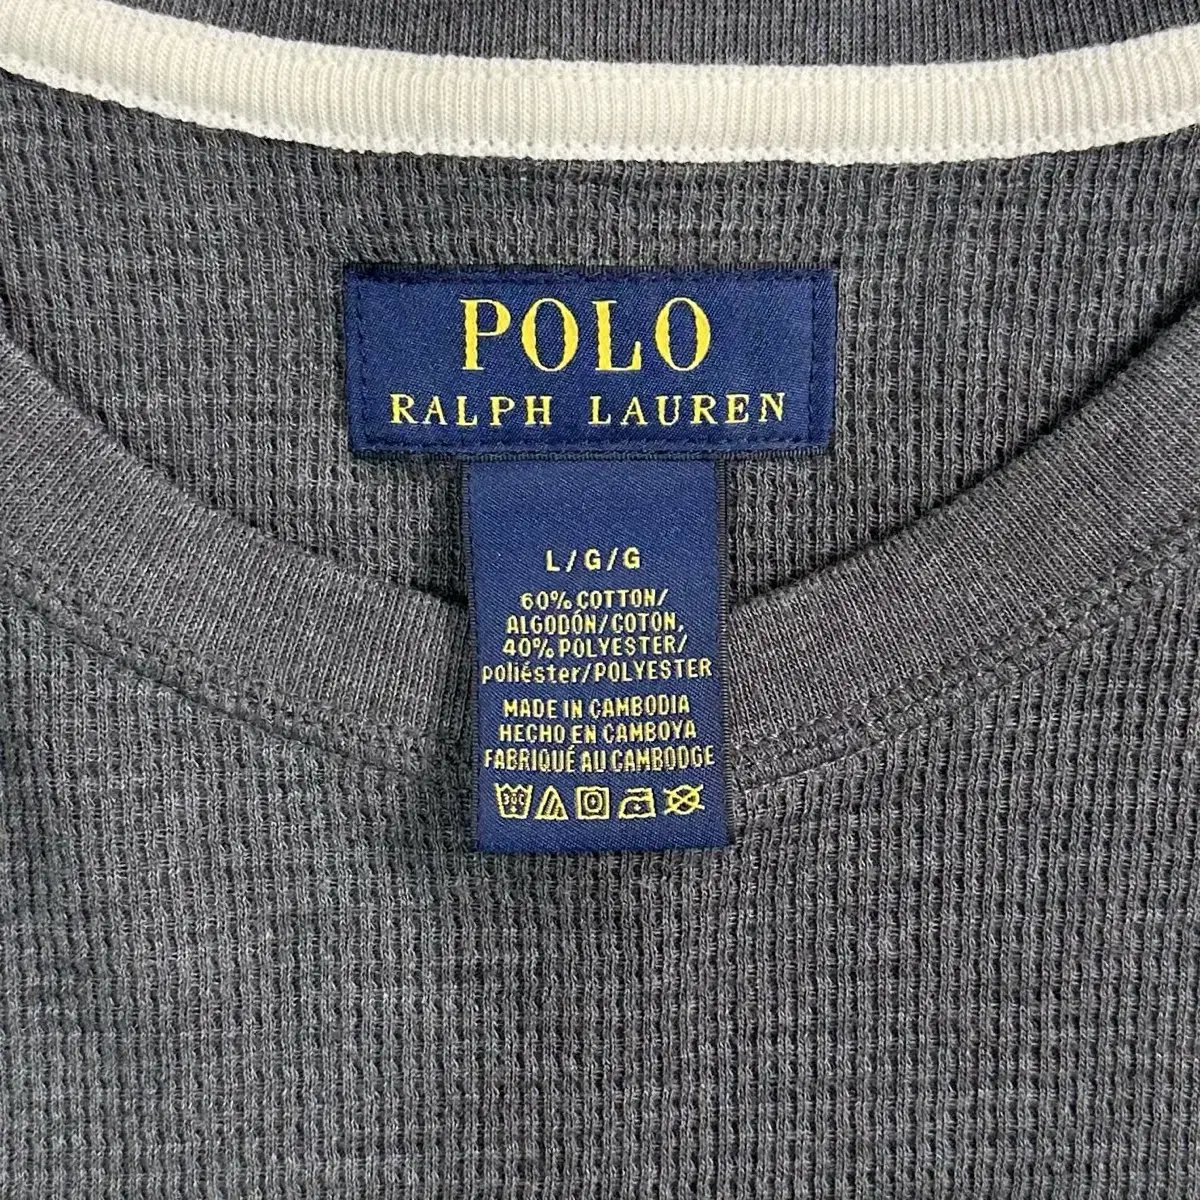 POLO
RALPH LAUREN
L/G/G
60% COTTON/
ALGODÓN/COTON,
40% POLYESTER/
poliéster/POLYESTER
MADE IN CAMBODIA
HECHO EN CAMBOYA
FABRIQUÉ AU CAMBODGE
30C